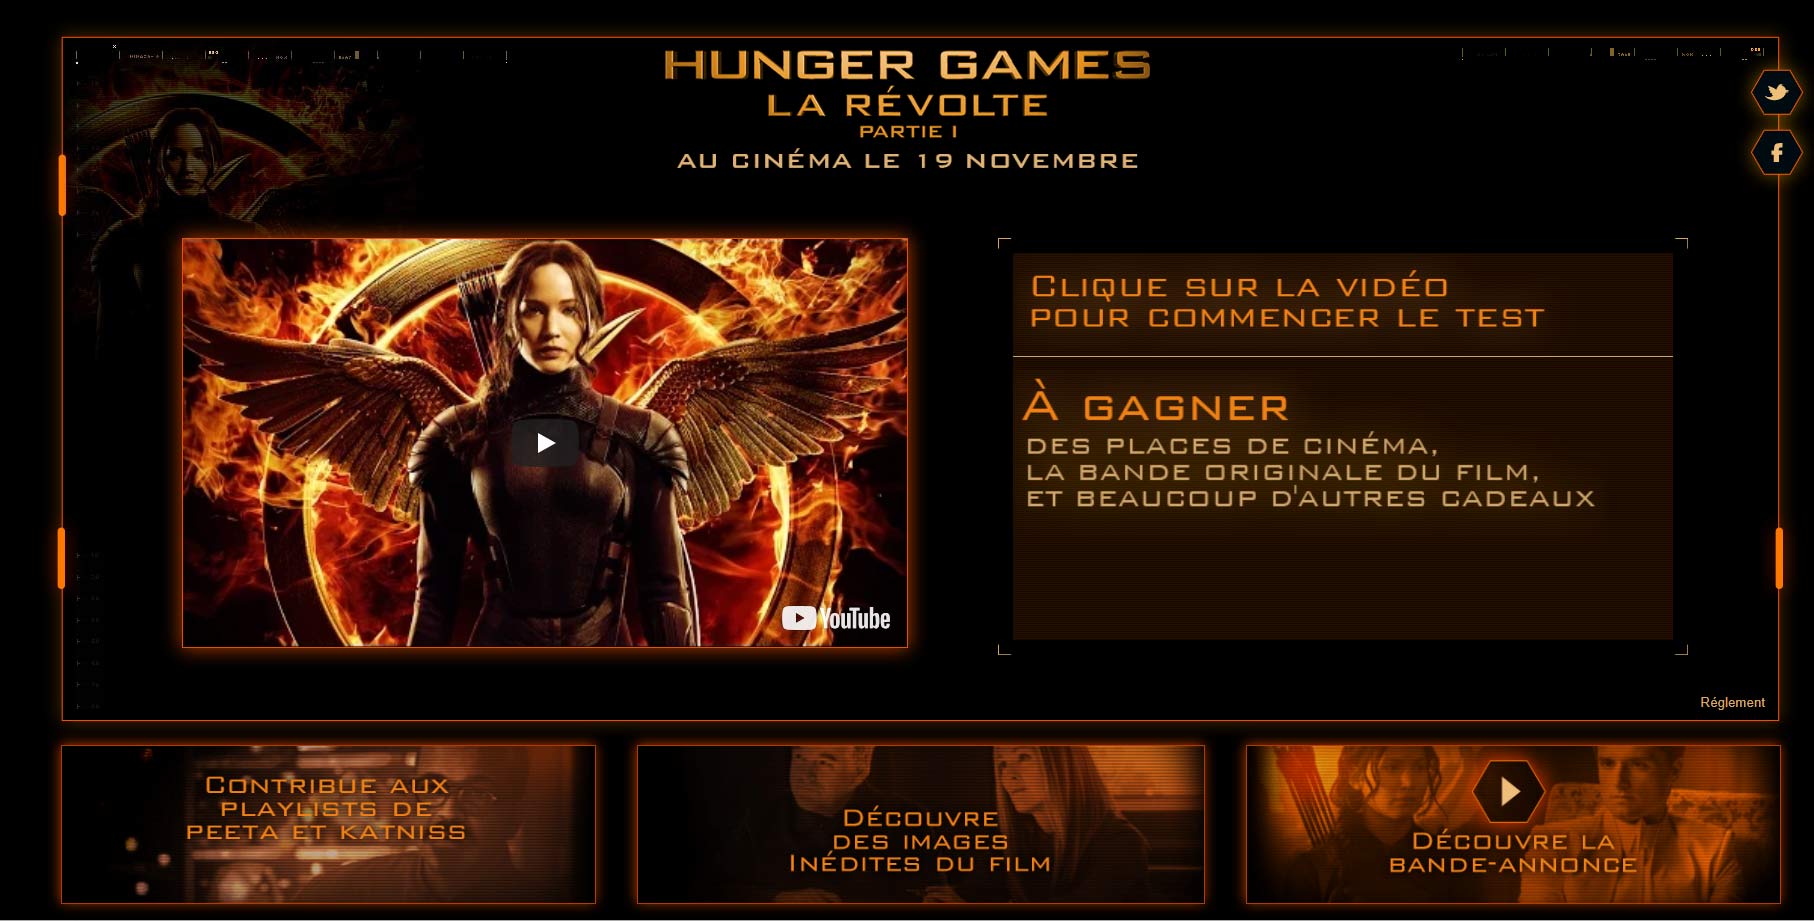 HUNGER GAMES
LA RÉVOLTE
PARTIE I
AU CINÉMA LE 19 NOVEMBRE
CLIQUE SUR LA VIDÉO
POUR COMMENCER LE TEST
À GAGNER
DES PLACES DE CINÉMA,
LA BANDE ORIGINALE DU FILM,
ET BEAUCOUP D'AUTRES CADEAUX
YouTube
Réglement
CONTRIBUE AUX
PLAYLISTS DE
PEETA ET KATNISS
DÉCOUVRE
DES IMAGES
INÉDITES DU FILM
DÉCOUVRE LA
BANDE-ANNONCE